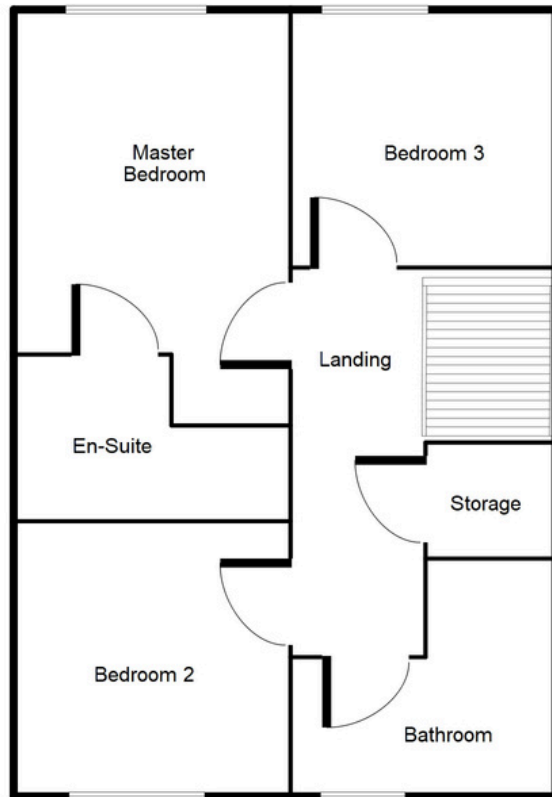 Master
Bedroom
Bedroom 3
Landing
En-Suite
Storage
Bedroom 2
Bathroom